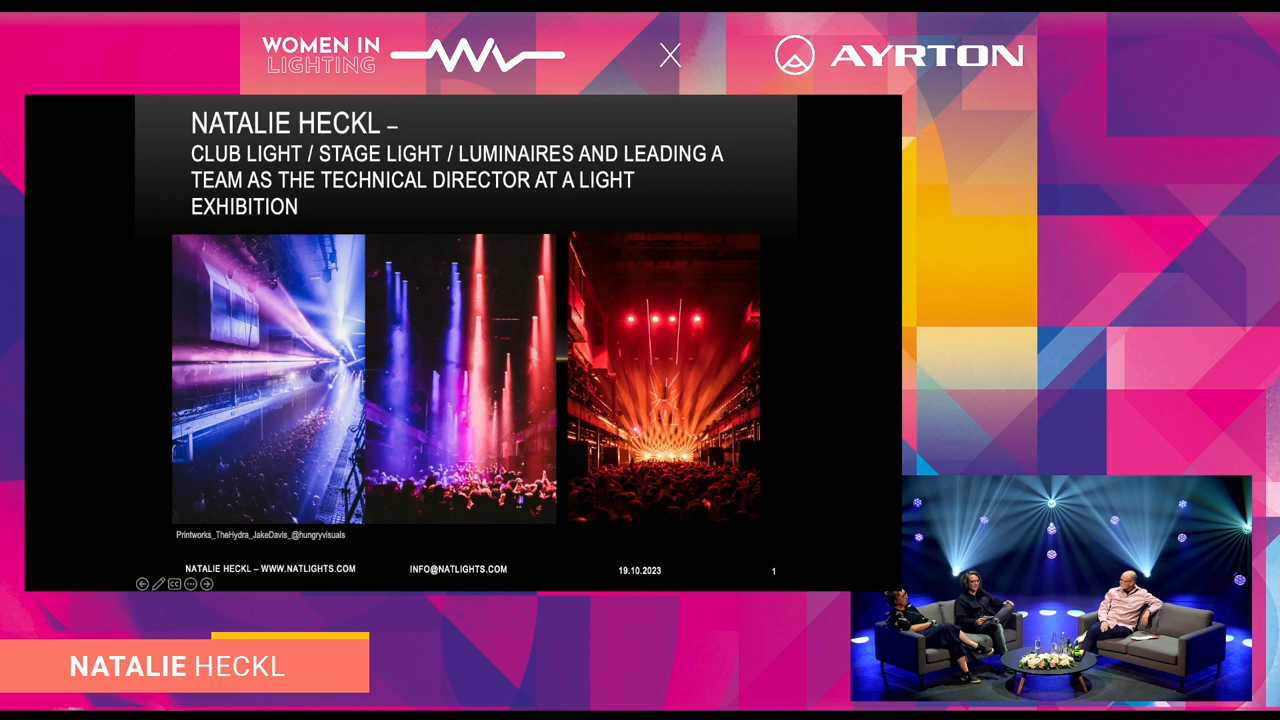 WOMEN IN
LIGHTING
X
AYRTON
NATALIE HECKL –
CLUB LIGHT / STAGE LIGHT / LUMINAIRES AND LEADING A
TEAM AS THE TECHNICAL DIRECTOR AT A LIGHT
EXHIBITION
Printworks_TheHydra_JakeDavis_@hungryvisuals
NATALIE HECKL – WWW.NATLIGHTS.COM
INFO@NATLIGHTS.COM
19.10.2023
1
CC
NATALIE HECKL